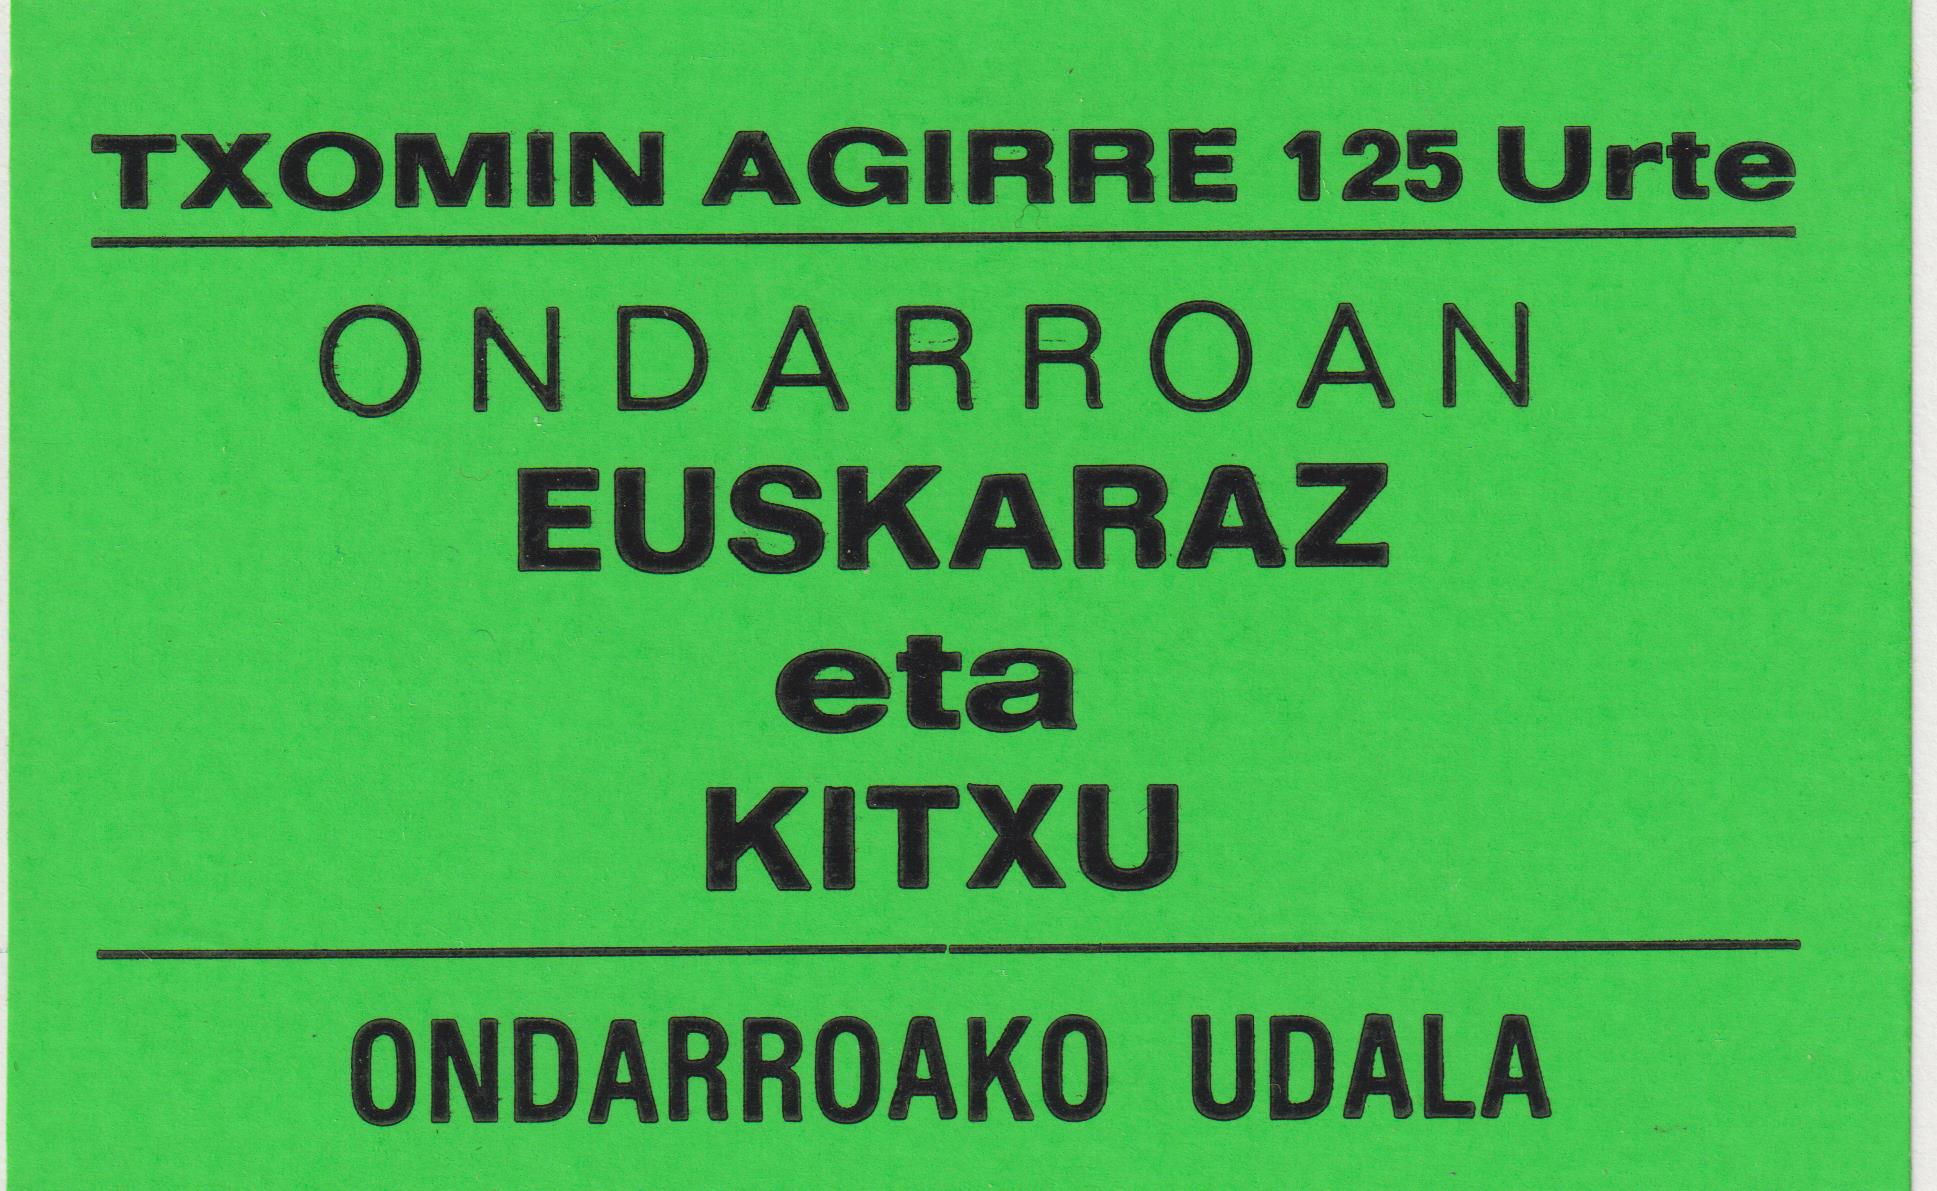 TXOMIN AGIRRE 125 Urte
ONDARROAN
EUSKARAZ
eta
KITXU
ONDARROAKO UDALA